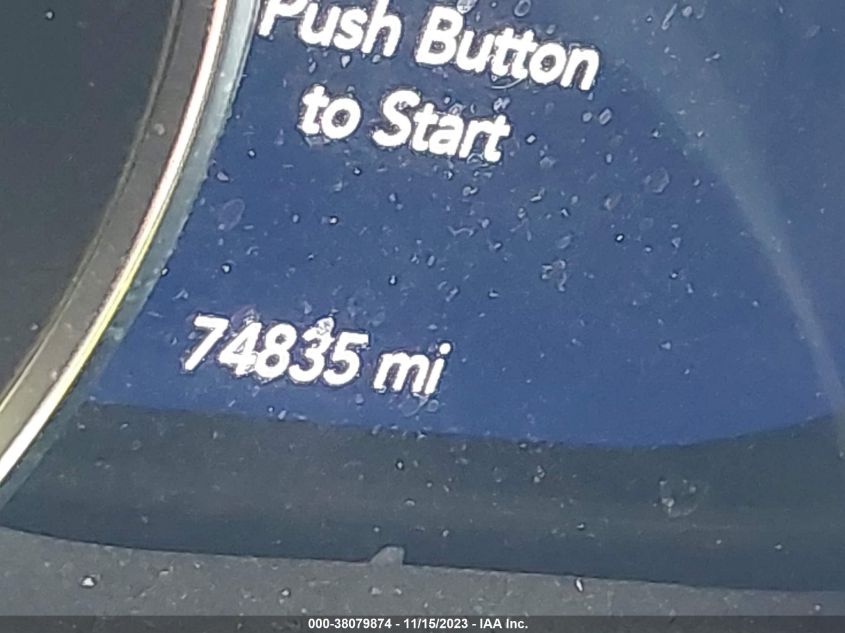 Push Button
to Start
74835 mi
000-38079874 - 11/15/2023 - IAA Inc.